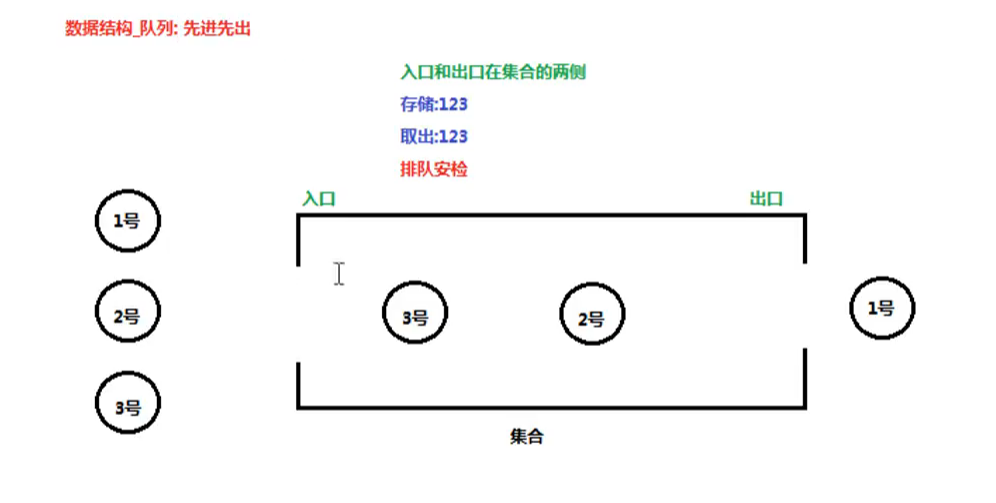 数据结构_队列: 先进先出
入口和出口在集合的两侧
存储:123
取出:123
排队安检
入口
出口
1号
2号
3号
3号
2号
1号
集合